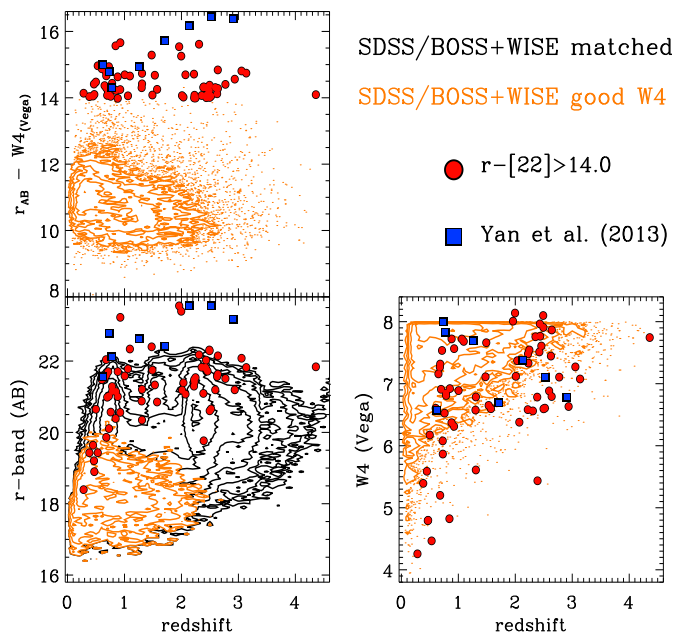 16
14
12
10
8
r_AB − W4_(Vega)
SDSS/BOSS+WISE matched
SDSS/BOSS+WISE good W4
r−[22]>14.0
Yan et al. (2013)
24
22
20
18
16
r−band (AB)
0 1 2 3 4
redshift
8
7
6
5
4
W4 (Vega)
0 1 2 3 4
redshift